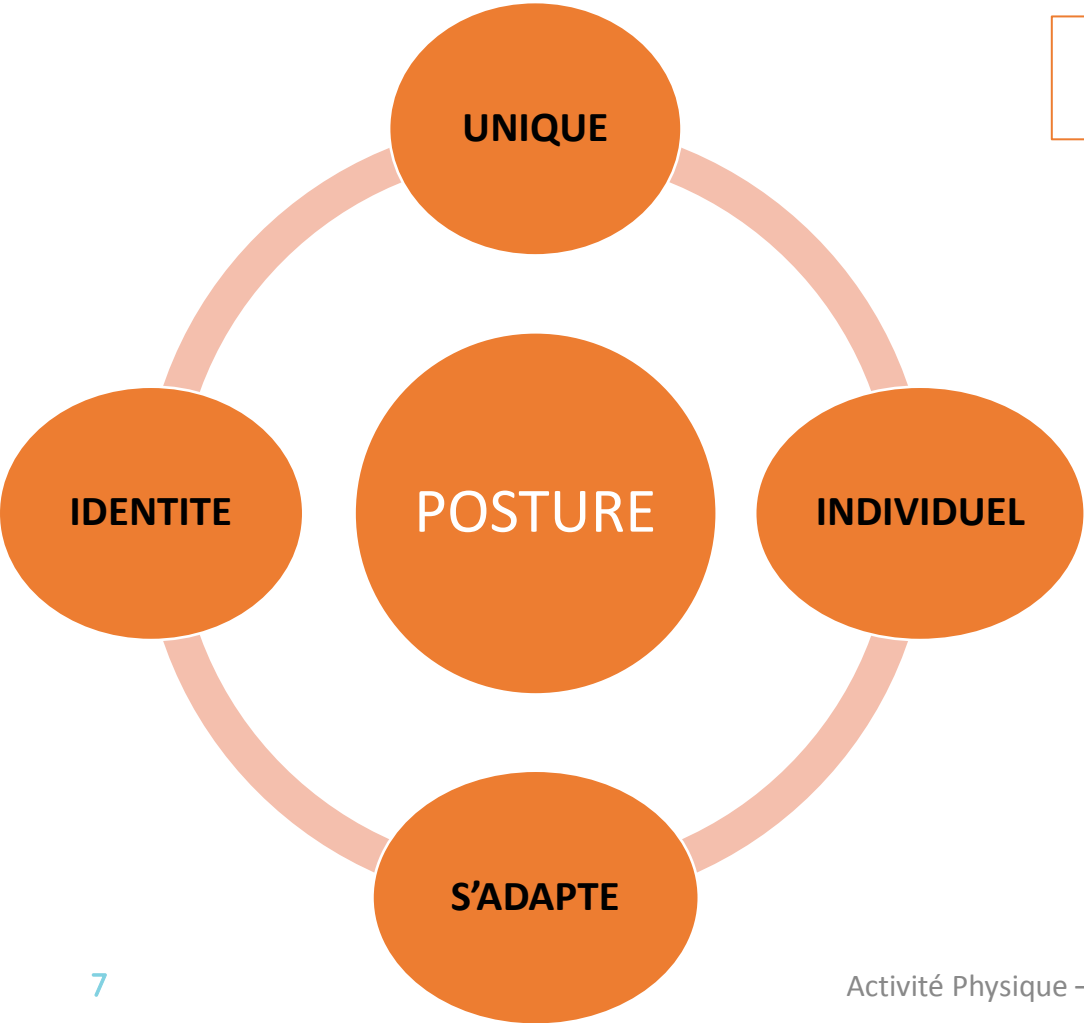 UNIQUE
IDENTITE
POSTURE
INDIVIDUEL
S’ADAPTE
7
Activité Physique –